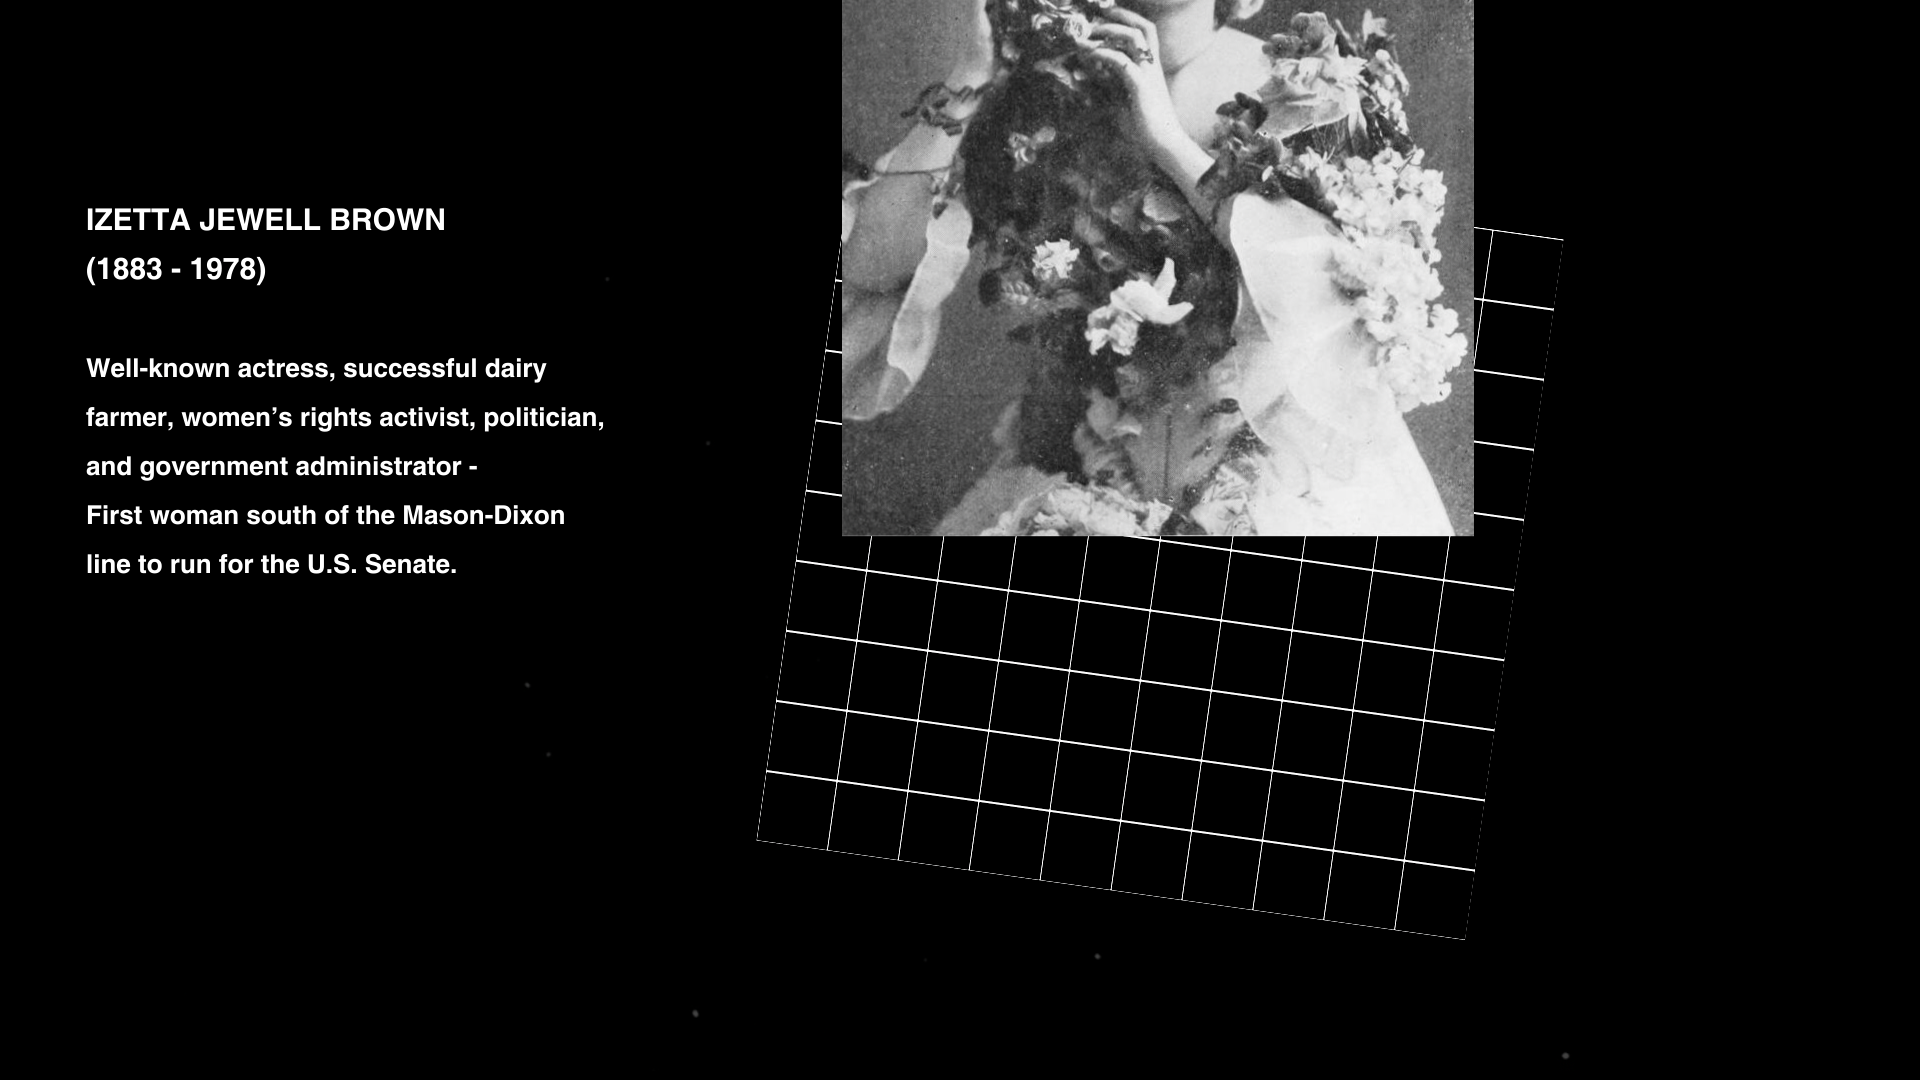 IZETTA JEWELL BROWN
(1883 - 1978)
Well-known actress, successful dairy
farmer, women’s rights activist, politician,
and government administrator -
First woman south of the Mason-Dixon
line to run for the U.S. Senate.